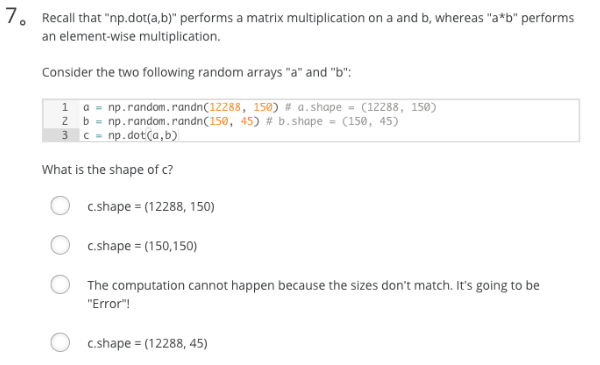 7。 Recall that "np.dot(a,b)" performs a matrix multiplication on a and b, whereas "a*b" performs
an element-wise multiplication.
Consider the two following random arrays "a" and "b":
1 a = np.random.randn(12288, 150) # a.shape = (12288, 150)
2 b = np.random.randn(150, 45) # b.shape = (150, 45)
3 c = np.dot(a,b)
What is the shape of c?
c.shape = (12288, 150)
c.shape = (150,150)
The computation cannot happen because the sizes don't match. It's going to be
"Error"!
c.shape = (12288, 45)